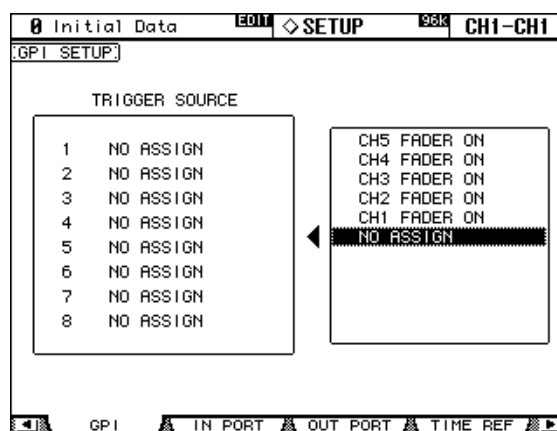 0 Initial Data EDIT ◇SETUP 96k CH1-CH1
GPI SETUP
TRIGGER SOURCE
1 NO ASSIGN
2 NO ASSIGN
3 NO ASSIGN
4 NO ASSIGN
5 NO ASSIGN
6 NO ASSIGN
7 NO ASSIGN
8 NO ASSIGN
CH5 FADER ON
CH4 FADER ON
CH3 FADER ON
CH2 FADER ON
CH1 FADER ON
NO ASSIGN
GPI IN PORT OUT PORT TIME REF